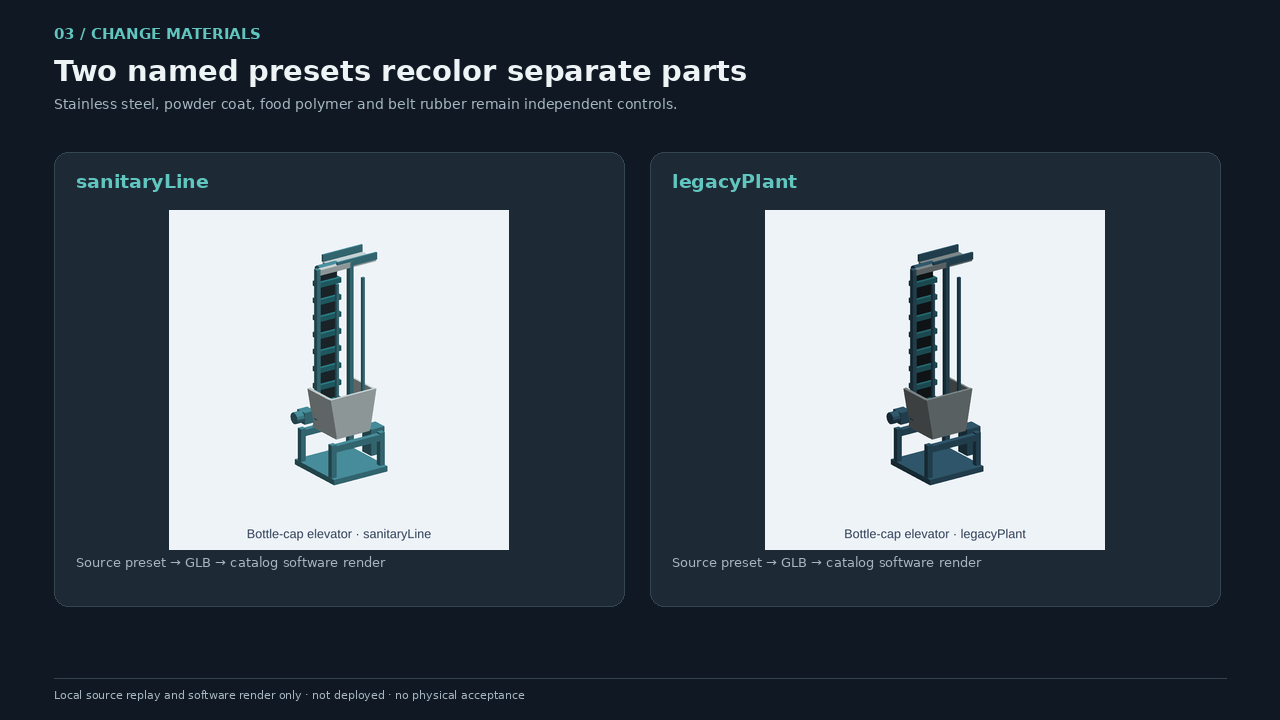 03 / CHANGE MATERIALS
Two named presets recolor separate parts
Stainless steel, powder coat, food polymer and belt rubber remain independent controls.
sanitaryLine
Bottle-cap elevator · sanitaryLine
Source preset → GLB → catalog software render
legacyPlant
Bottle-cap elevator · legacyPlant
Source preset → GLB → catalog software render
Local source replay and software render only · not deployed · no physical acceptance